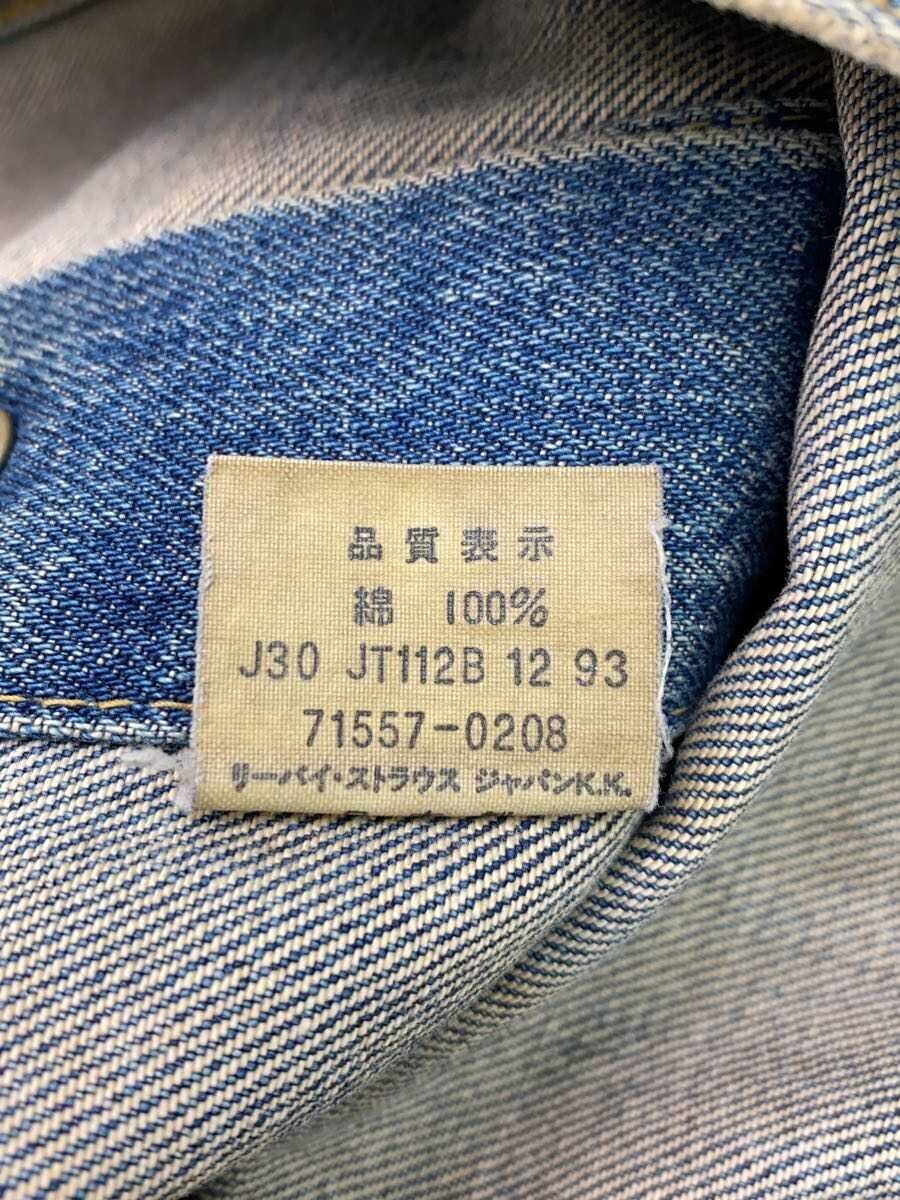 品質表示
綿 100%
J30 JT112B 12 93
71557-0208
リーバイ・ストラウス ジャパンK.K.